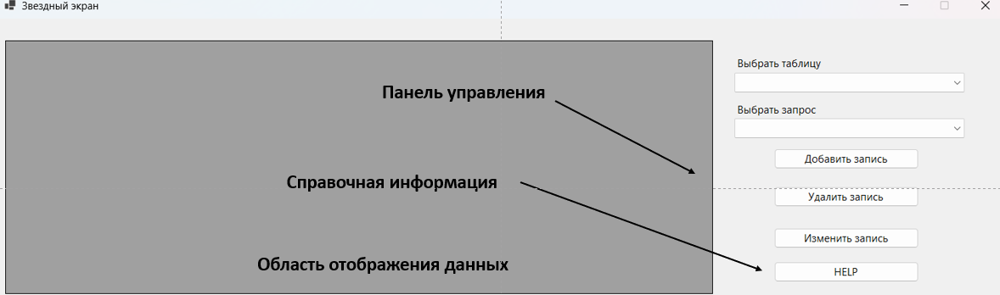 Звездный экран
Выбрать таблицу
Панель управления
Выбрать запрос
Добавить запись
Справочная информация
Удалить запись
Изменить запись
Область отображения данных
HELP